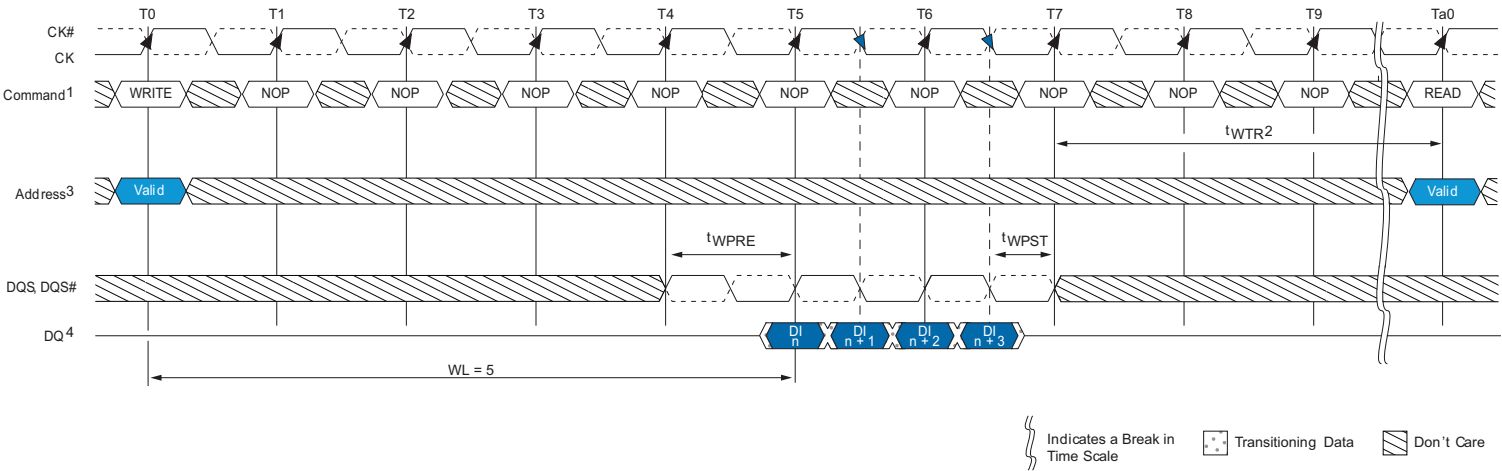 T0 T1 T2 T3 T4 T5 T6 T7 T8 T9 Ta0
CK#
CK
Command1 WRITE NOP NOP NOP NOP NOP NOP NOP NOP NOP READ
tWTR2
Address3 Valid Valid
tWPRE tWPST
DQS, DQS#
DQ4 DI n DI n + 1 DI n + 2 DI n + 3
WL = 5
Indicates a Break in
Time Scale
Transitioning Data
Don't Care